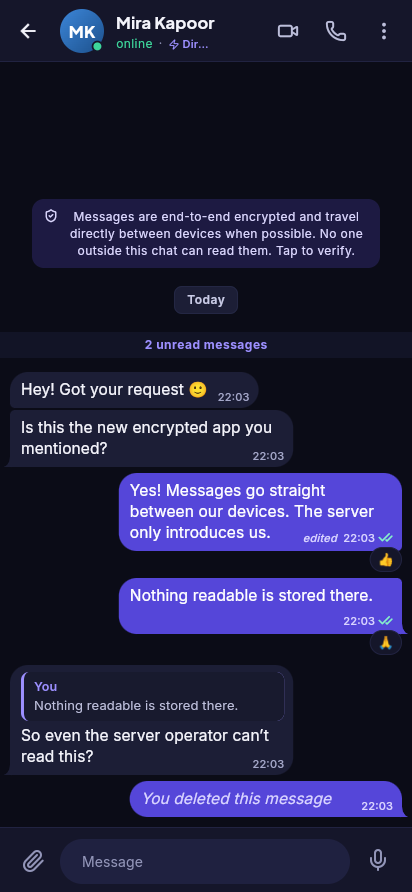 MK
Mira Kapoor
online · Dir...
Messages are end-to-end encrypted and travel
directly between devices when possible. No one
outside this chat can read them. Tap to verify.
Today
2 unread messages
Hey! Got your request 🙂 22:03
Is this the new encrypted app you
mentioned?
22:03
Yes! Messages go straight
between our devices. The server
only introduces us. edited 22:03
👍
Nothing readable is stored there.
22:03
🙏
You
Nothing readable is stored there.
So even the server operator can’t
read this?
22:03
You deleted this message 22:03
Message